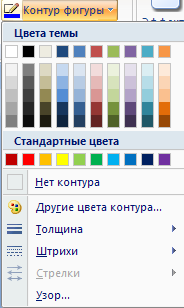 Контур фигуры
Цвета темы
Стандартные цвета
Нет контура
Другие цвета контура...
Толщина
Штрихи
Стрелки
Узор...